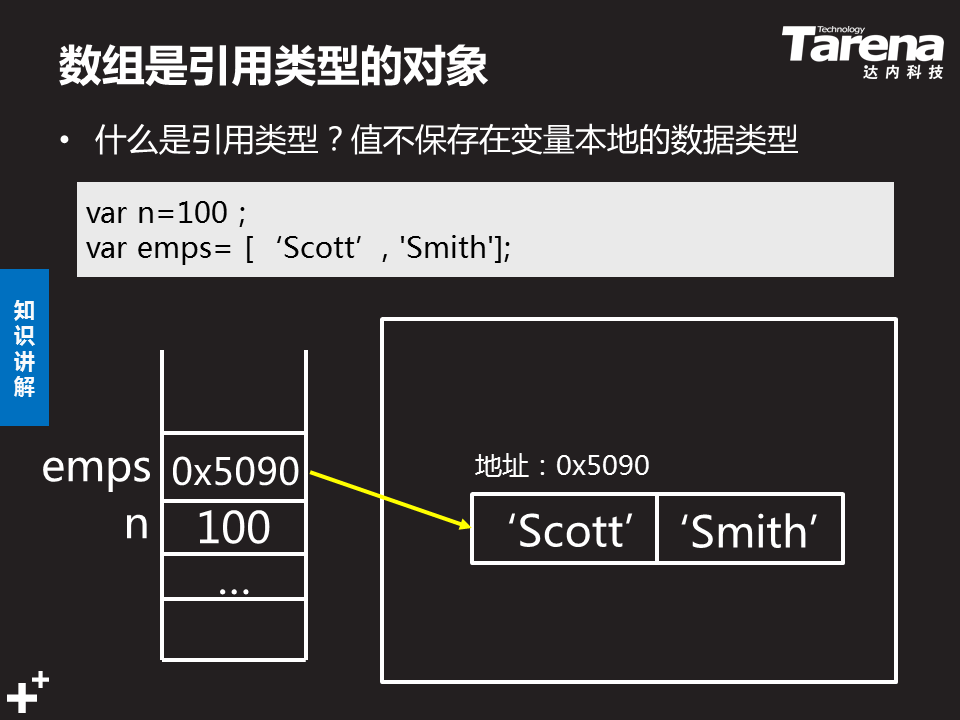 数组是引用类型的对象
Technology
Tarena
达内科技
• 什么是引用类型？值不保存在变量本地的数据类型
var n=100；
var emps= [‘Scott’, 'Smith'];
知识讲解
地址：0x5090
emps 0x5090
‘Scott’ ‘Smith’
n 100
…